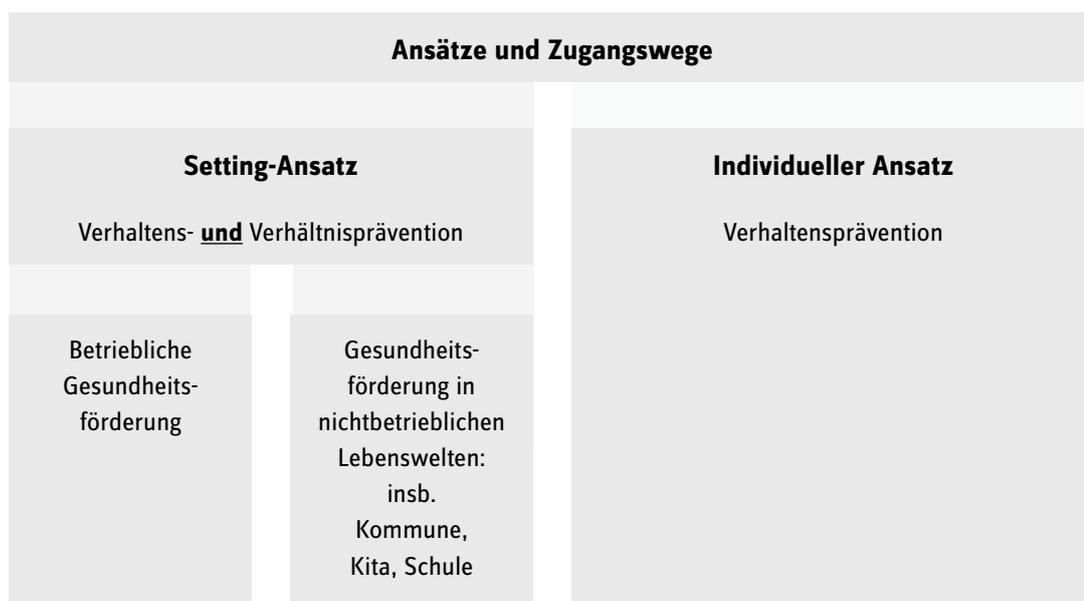 Ansätze und Zugangswege
Setting-Ansatz
Verhaltens- und Verhältnisprävention
Betriebliche
Gesundheits-
förderung
Gesundheits-
förderung in
nichtbetrieblichen
Lebenswelten:
insb.
Kommune,
Kita, Schule
Individueller Ansatz
Verhaltensprävention